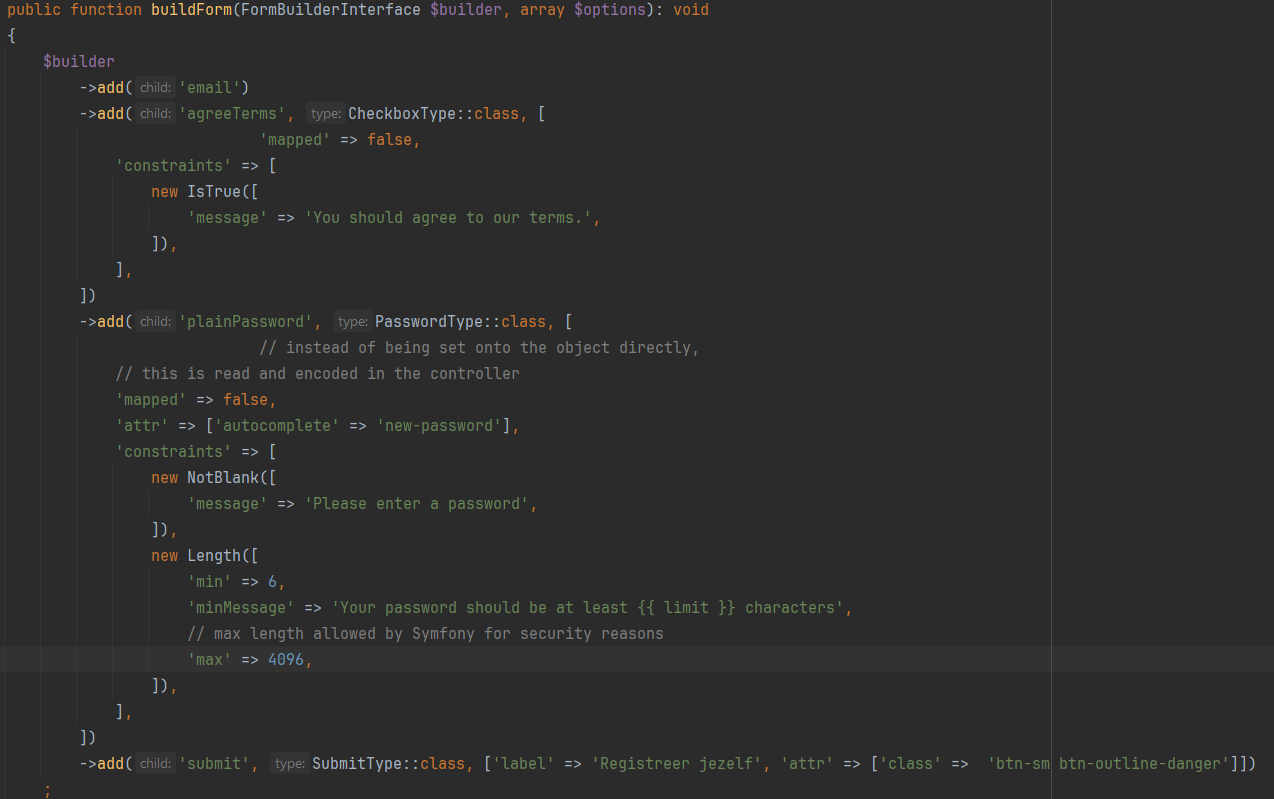 public function buildForm(FormBuilderInterface $builder, array $options): void
{
$builder
->add( child: 'email')
->add( child: 'agreeTerms', type: CheckboxType::class, [
'mapped' => false,
'constraints' => [
new IsTrue([
'message' => 'You should agree to our terms.',
]),
],
])
->add( child: 'plainPassword', type: PasswordType::class, [
// instead of being set onto the object directly,
// this is read and encoded in the controller
'mapped' => false,
'attr' => ['autocomplete' => 'new-password'],
'constraints' => [
new NotBlank([
'message' => 'Please enter a password',
]),
new Length([
'min' => 6,
'minMessage' => 'Your password should be at least {{ limit }} characters',
// max length allowed by Symfony for security reasons
'max' => 4096,
]),
],
])
->add( child: 'submit', type: SubmitType::class, ['label' => 'Registreer jezelf', 'attr' => ['class' =>  'btn-sm btn-outline-danger']])
;